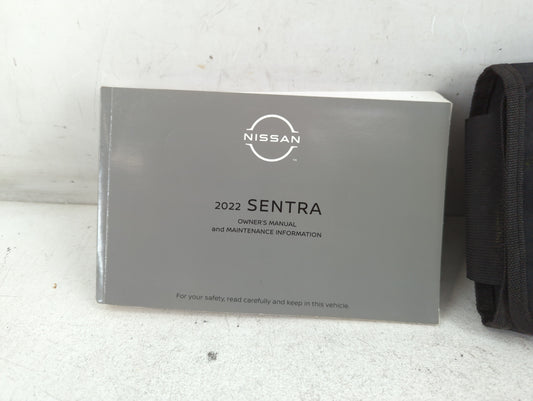 NISSAN
2022 SENTRA
OWNER'S MANUAL
and MAINTENANCE INFORMATION
For your safety, read carefully and keep in this vehicle.